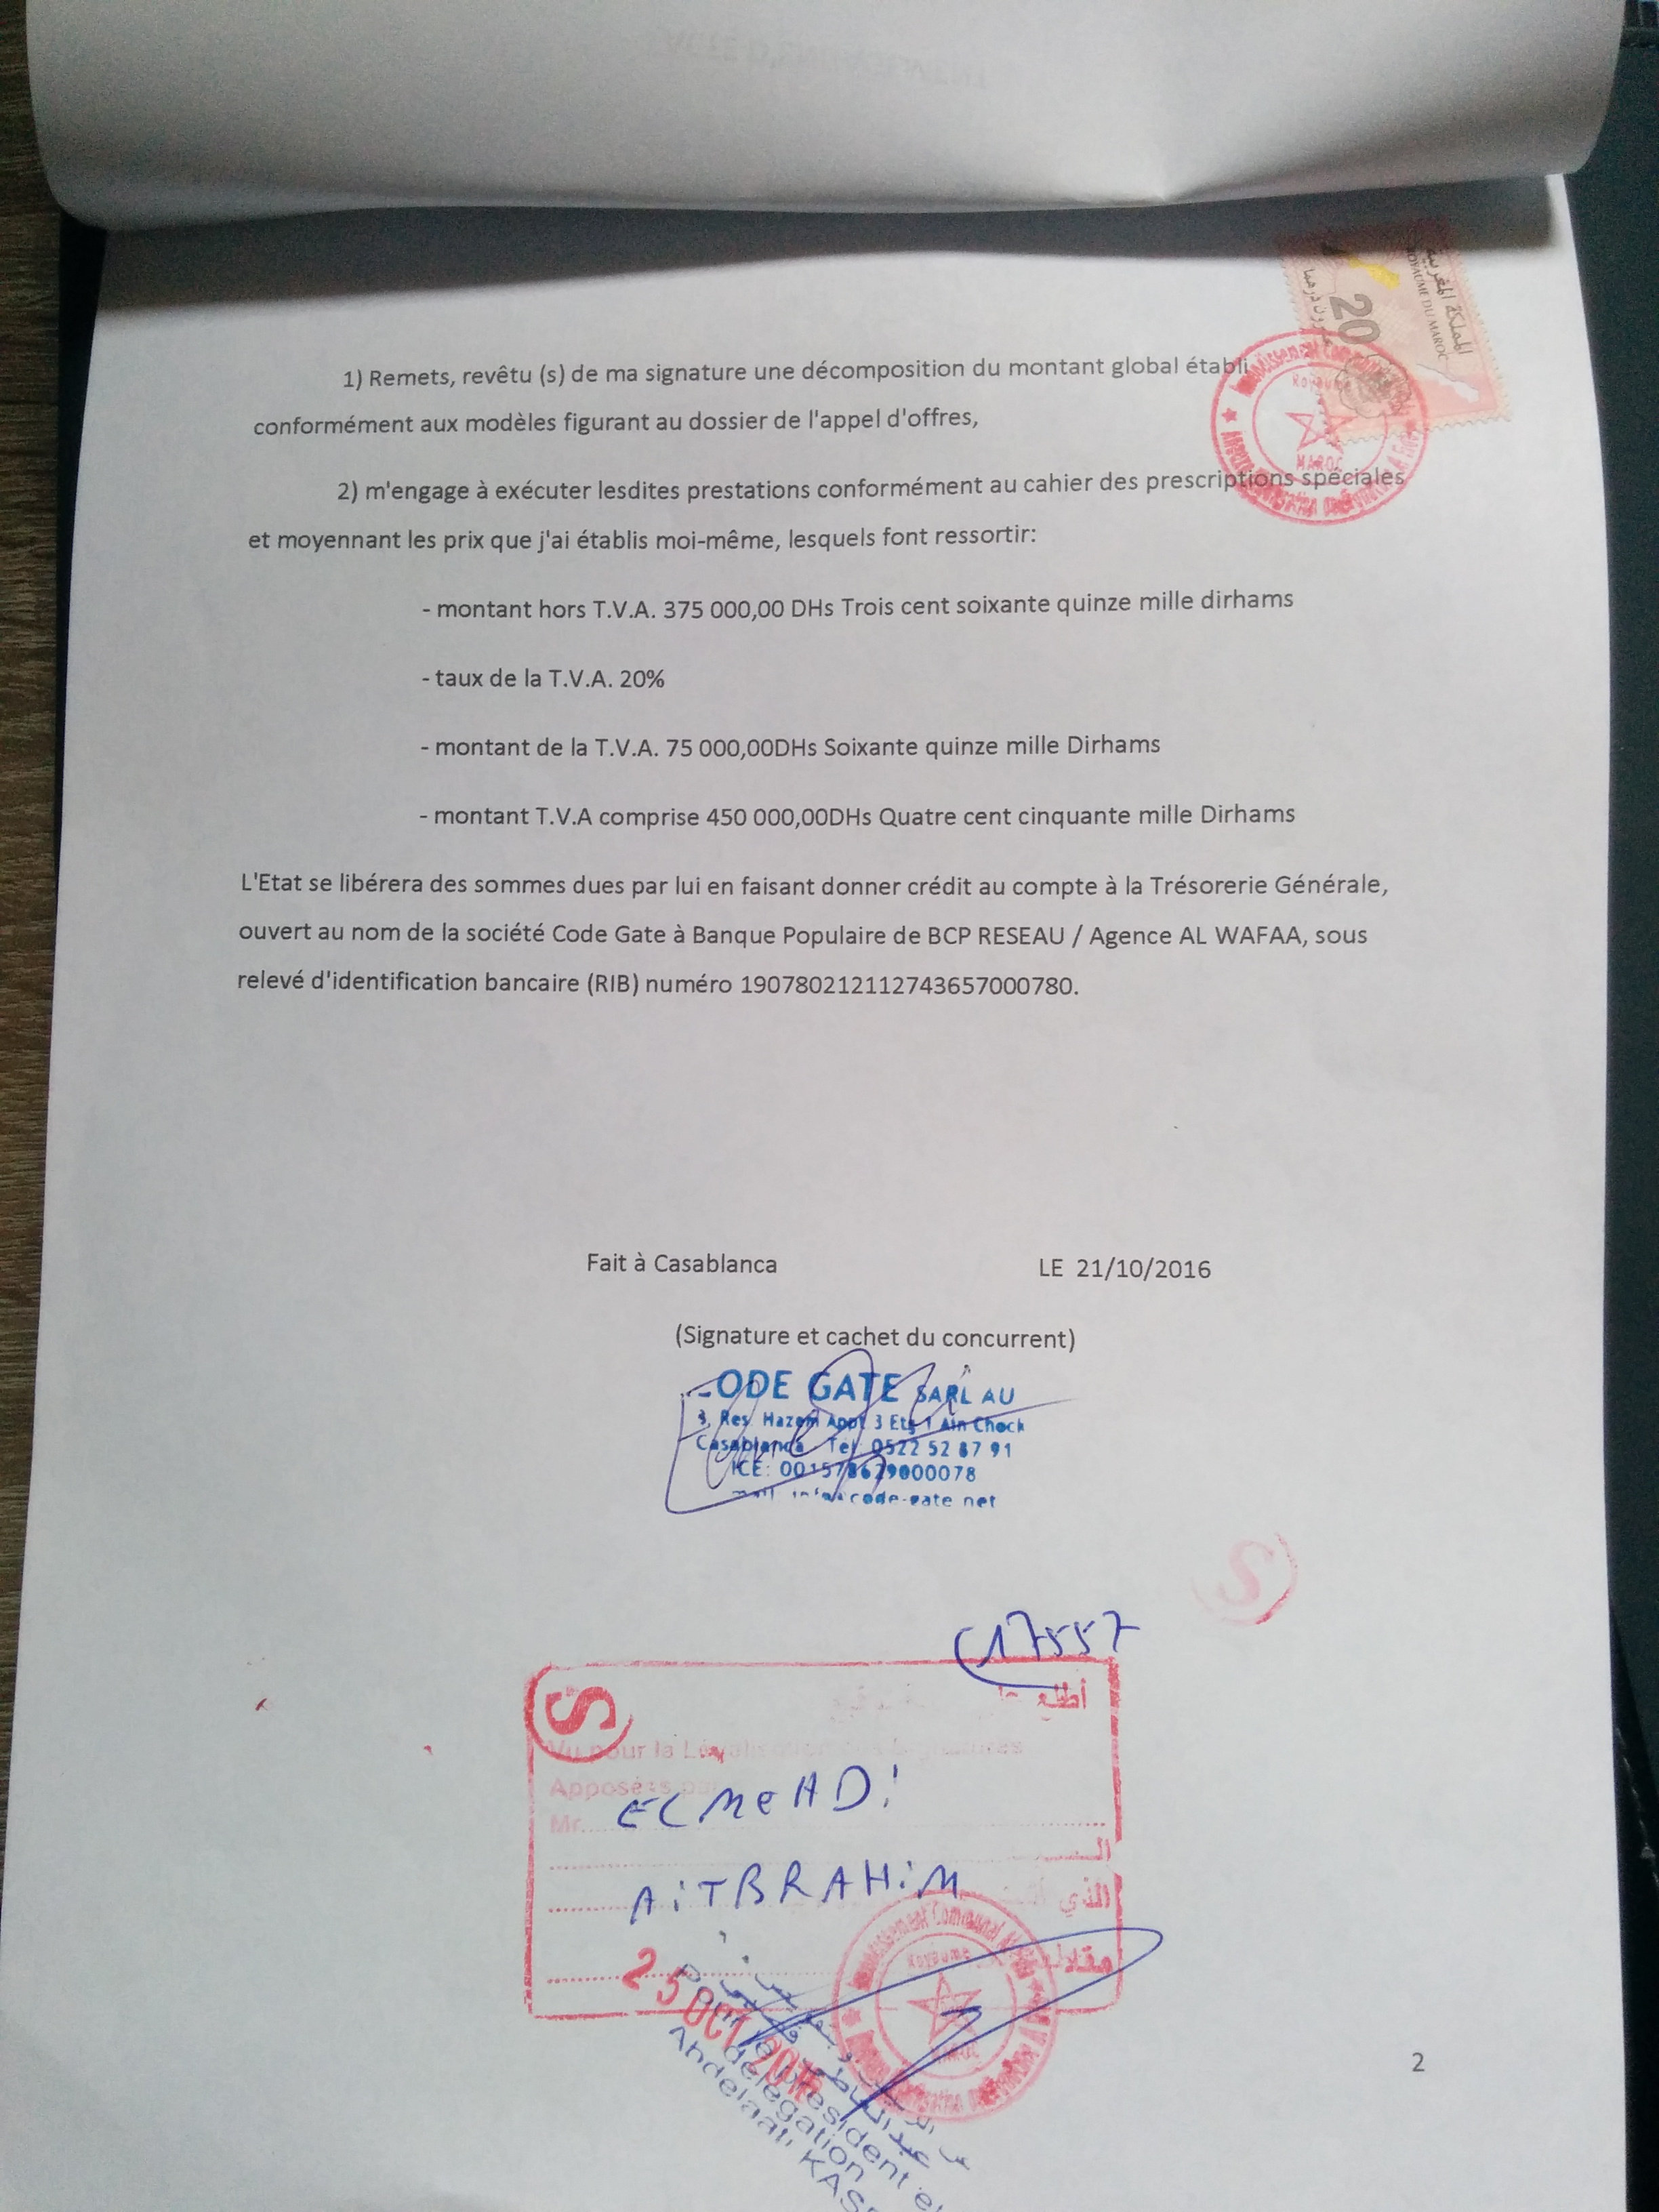 المملكة المغربية
ROYAUME DU MAROC
20
1) Remets, revêtu (s) de ma signature une décomposition du montant global établi
conformément aux modèles figurant au dossier de l'appel d'offres,
Royaume
MAROC
2) m'engage à exécuter lesdites prestations conformément au cahier des prescriptions spéciales
et moyennant les prix que j'ai établis moi-même, lesquels font ressortir:
- montant hors T.V.A. 375 000,00 DHs Trois cent soixante quinze mille dirhams
- taux de la T.V.A. 20%
- montant de la T.V.A. 75 000,00DHs Soixante quinze mille Dirhams
- montant T.V.A comprise 450 000,00DHs Quatre cent cinquante mille Dirhams
L'Etat se libérera des sommes dues par lui en faisant donner crédit au compte à la Trésorerie Générale,
ouvert au nom de la société Code Gate à Banque Populaire de BCP RESEAU / Agence AL WAFAA, sous
relevé d'identification bancaire (RIB) numéro 190780212112743657000780.
Fait à Casablanca LE 21/10/2016
(Signature et cachet du concurrent)
ODE GATE SARL AU
3, Res. Hazem Appt 3 Etg 1 Ain Chock
Casablanca Tel 0522 52 87 91
ICE: 001578629000078
code-gate net
S
17557
S
أطلع
Vu pour la Légalisation des Signatures
Apposées par
Mr.
ELMEHDI
AITBRAHIM
الذي
25 OCT 2016
Royaume
MAROC
Pour le président et
délégation
Abdelaati KAS
2